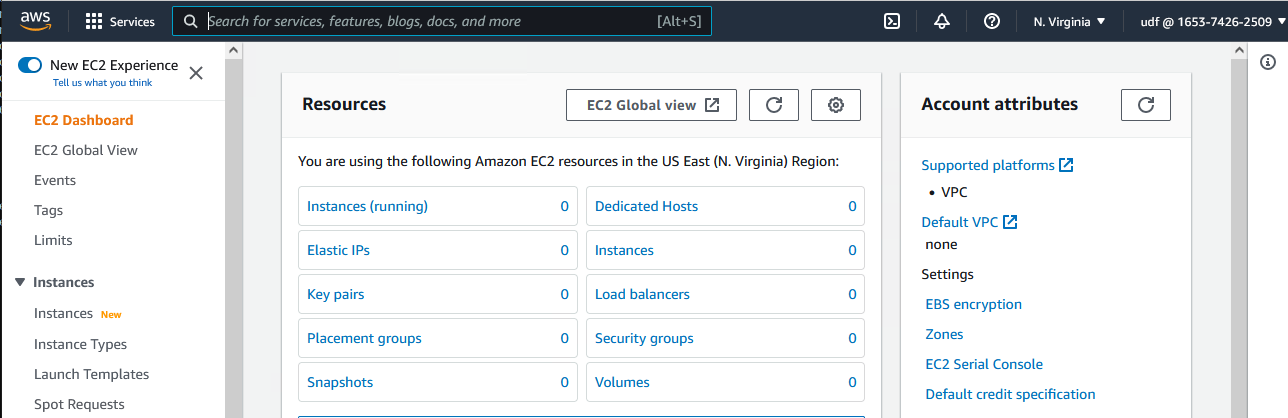 aws
Services
Search for services, features, blogs, docs, and more
[Alt+S]
N. Virginia
udf @ 1653-7426-2509
New EC2 Experience
Tell us what you think
EC2 Dashboard
EC2 Global View
Events
Tags
Limits
Instances
Instances New
Instance Types
Launch Templates
Spot Requests
Resources
EC2 Global view
You are using the following Amazon EC2 resources in the US East (N. Virginia) Region:
Instances (running) 0
Dedicated Hosts 0
Elastic IPs 0
Instances 0
Key pairs 0
Load balancers 0
Placement groups 0
Security groups 0
Snapshots 0
Volumes 0
Account attributes
Supported platforms
• VPC
Default VPC
none
Settings
EBS encryption
Zones
EC2 Serial Console
Default credit specification